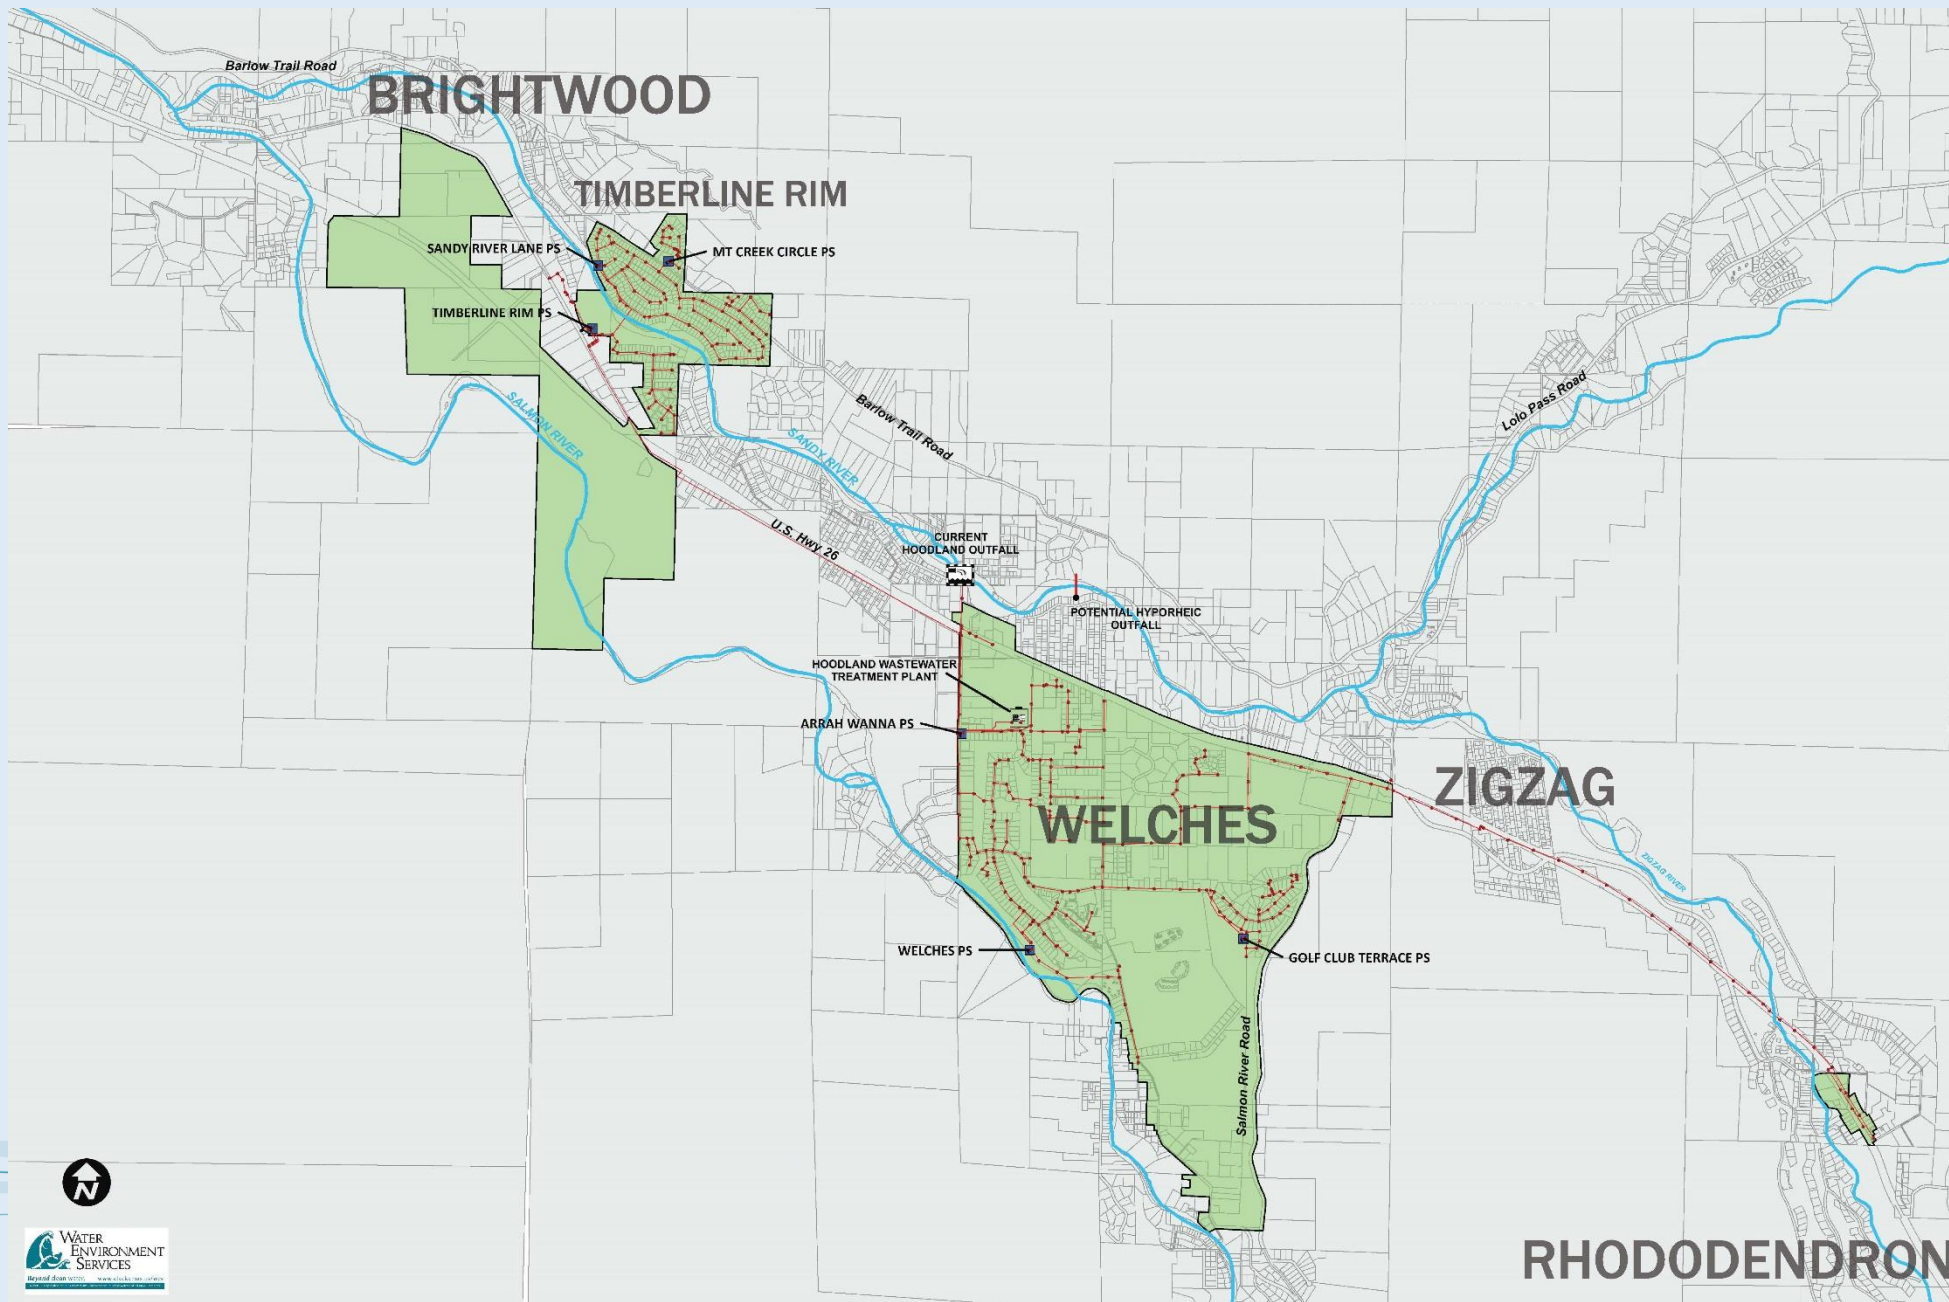 Barlow Trail Road
BRIGHTWOOD
TIMBERLINE RIM
SANDY RIVER LANE PS
MT CREEK CIRCLE PS
TIMBERLINE RIM PS
SALMON RIVER
SANDY RIVER
Barlow Trail Road
Lolo Pass Road
U.S. Hwy 26
CURRENT
HOODLAND OUTFALL
POTENTIAL HYPORHEIC
OUTFALL
HOODLAND WASTEWATER
TREATMENT PLANT
ARRAH WANNA PS
ZIGZAG
WELCHES
ZIGZAG RIVER
WELCHES PS
GOLF CLUB TERRACE PS
Salmon River Road
N
WATER
ENVIRONMENT
SERVICES
Beyond clean water.
RHODODENDRON